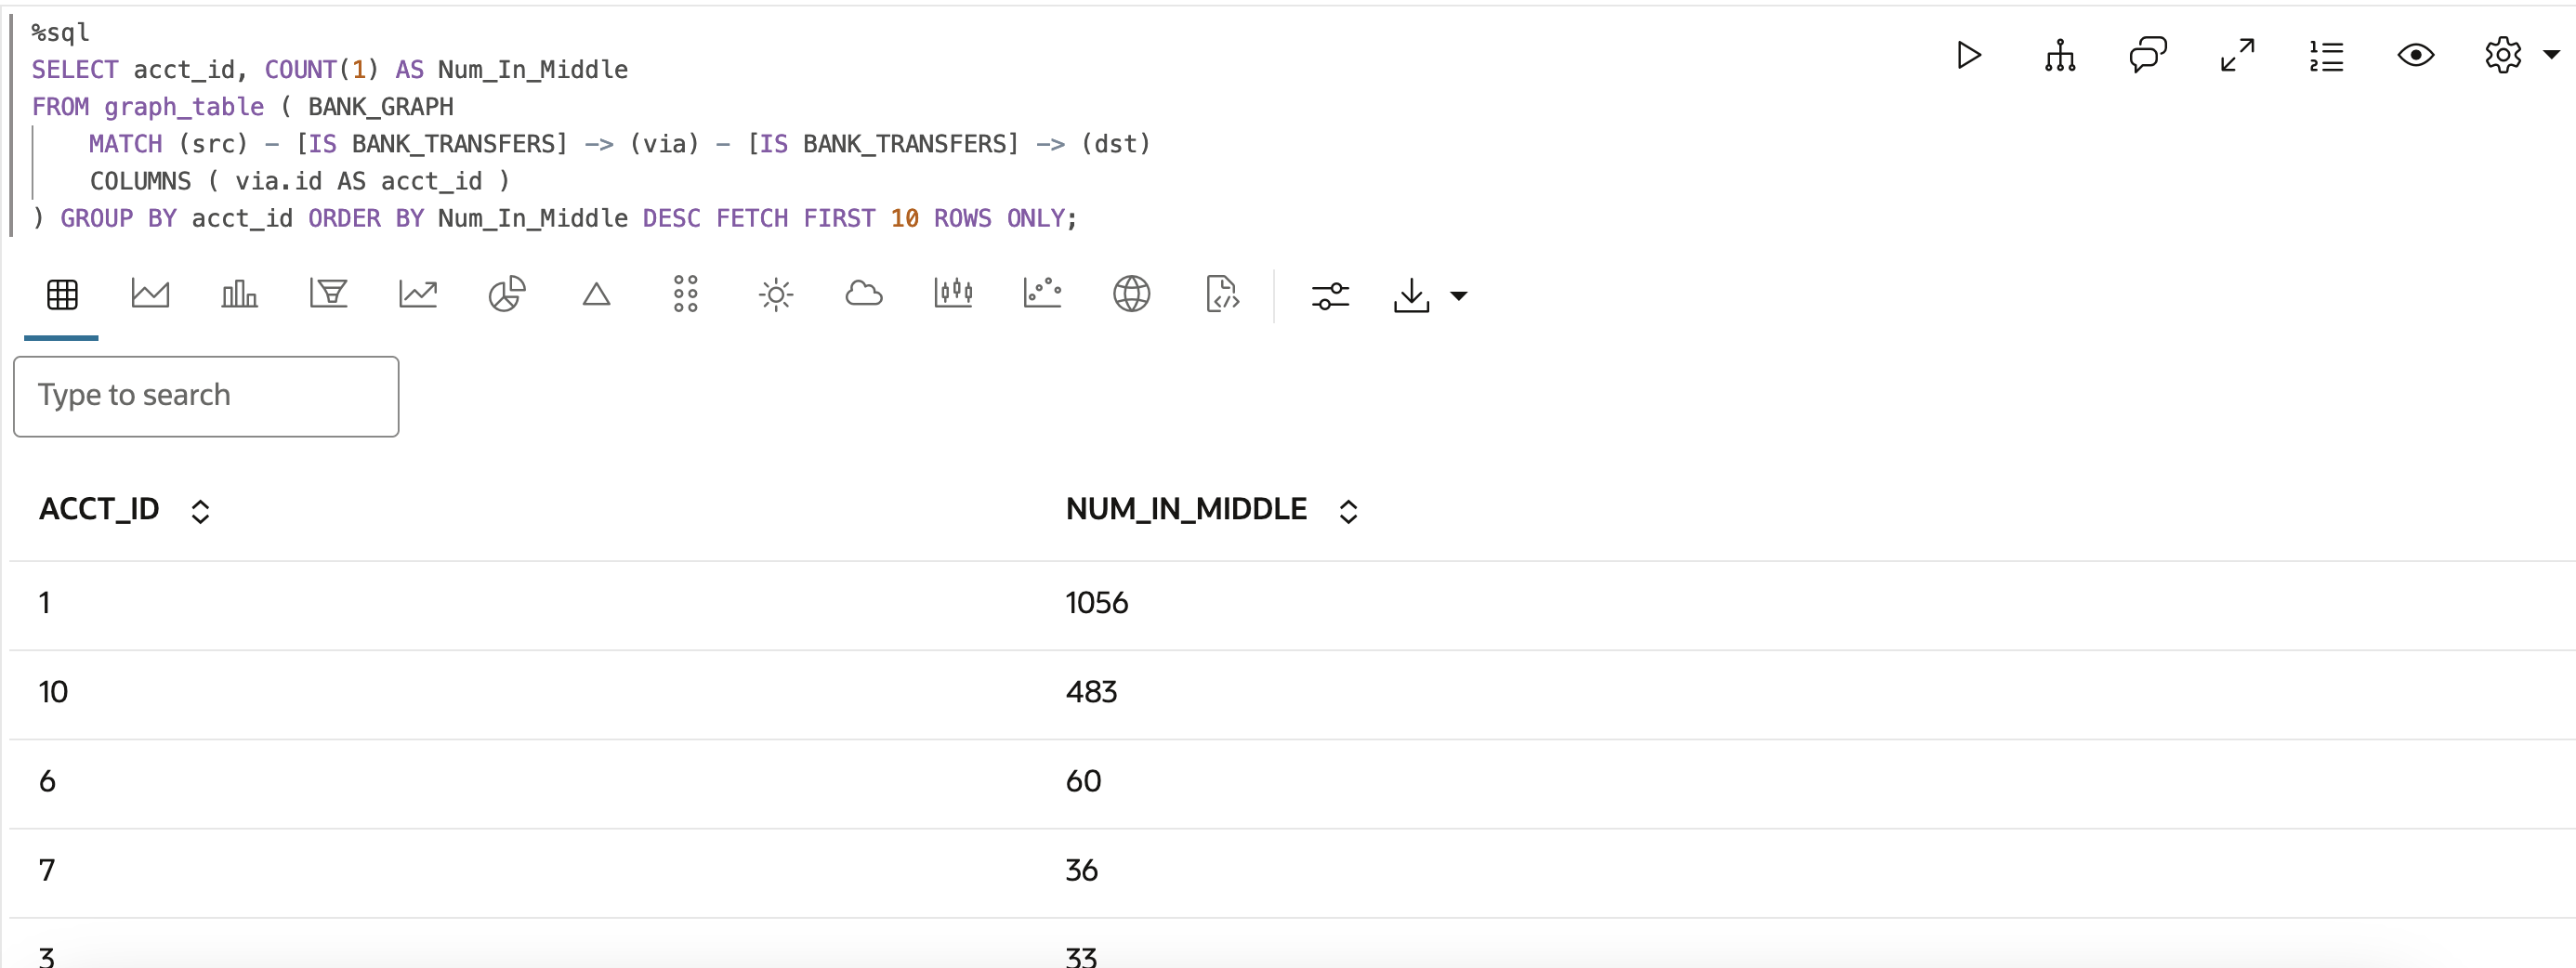 %sql
SELECT acct_id, COUNT(1) AS Num_In_Middle
FROM graph_table ( BANK_GRAPH
MATCH (src) - [IS BANK_TRANSFERS] -> (via) - [IS BANK_TRANSFERS] -> (dst)
COLUMNS ( via.id AS acct_id )
) GROUP BY acct_id ORDER BY Num_In_Middle DESC FETCH FIRST 10 ROWS ONLY;
Type to search
ACCT_ID NUM_IN_MIDDLE
1 1056
10 483
6 60
7 36
3 33